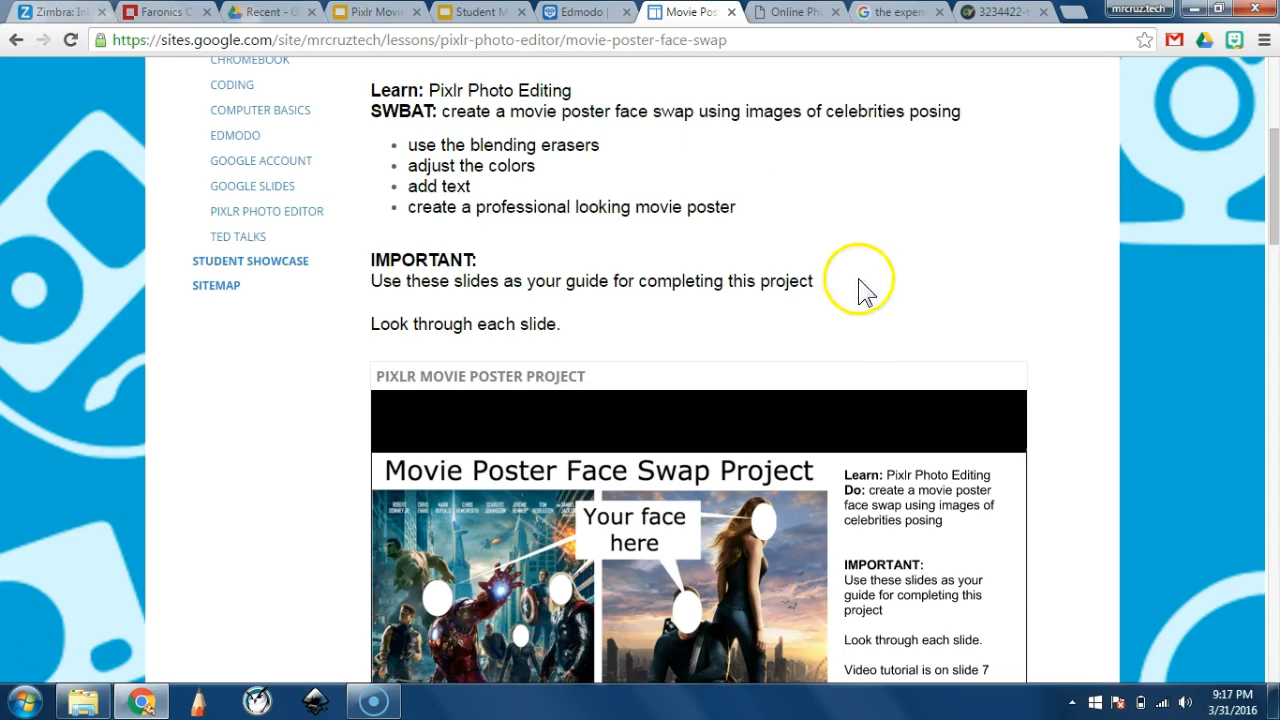 mrcruz.tech
Zimbra: In
Faronics C
Recent - G
Pixlr Movie
Student M
Edmodo |
Movie Pos
Online Pho
the expen
3234422-t
https://sites.google.com/site/mrcruztech/lessons/pixlr-photo-editor/movie-poster-face-swap
CHROMEBOOK
CODING
COMPUTER BASICS
EDMODO
GOOGLE ACCOUNT
GOOGLE SLIDES
PIXLR PHOTO EDITOR
TED TALKS
STUDENT SHOWCASE
SITEMAP
Learn: Pixlr Photo Editing
SWBAT: create a movie poster face swap using images of celebrities posing
use the blending erasers
adjust the colors
add text
create a professional looking movie poster
IMPORTANT:
Use these slides as your guide for completing this project
Look through each slide.
PIXLR MOVIE POSTER PROJECT
Movie Poster Face Swap Project
Your face
here
Learn: Pixlr Photo Editing
Do: create a movie poster
face swap using images of
celebrities posing
IMPORTANT:
Use these slides as your
guide for completing this
project
Look through each slide.
Video tutorial is on slide 7
9:17 PM
3/31/2016